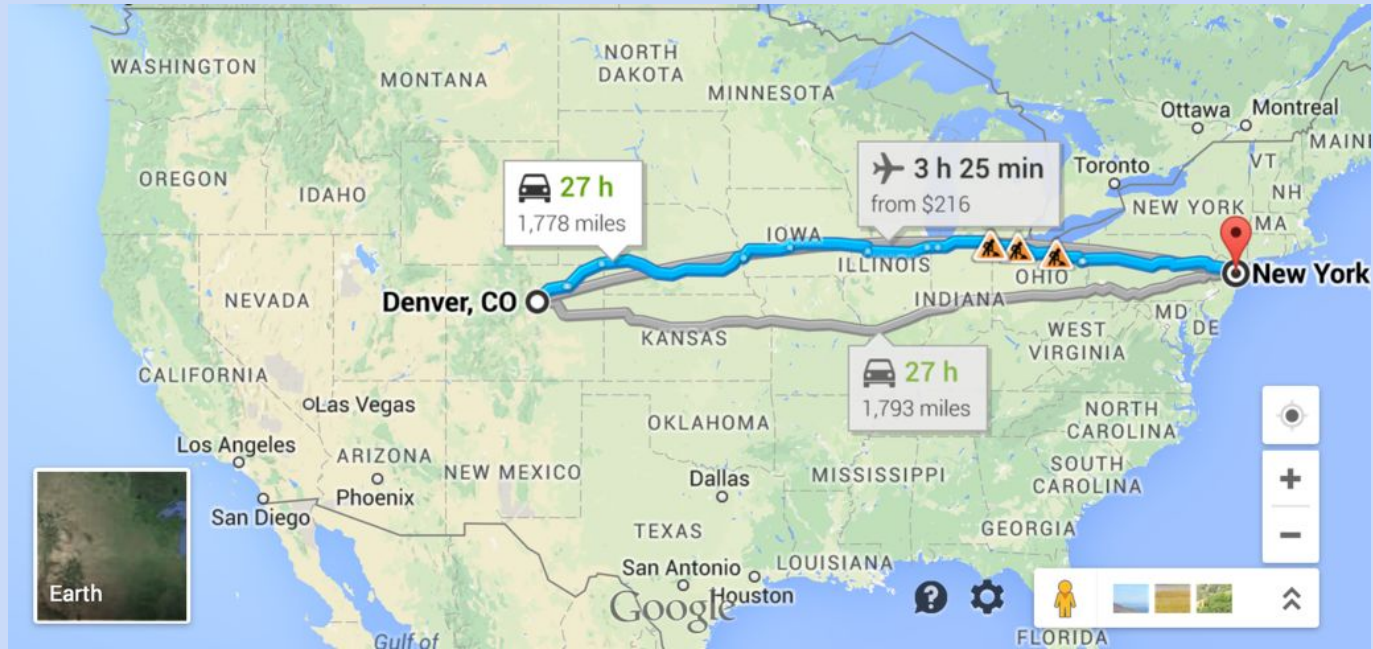 WASHINGTON
MONTANA
NORTH
DAKOTA
MINNESOTA
Ottawa
Montreal
MAINE
OREGON
IDAHO
27 h
1,778 miles
3 h 25 min
from $216
Toronto
VT
NH
NEW YORK
MA
IOWA
ILLINOIS
OHIO
New York
Denver, CO
NEVADA
INDIANA
MD
DE
KANSAS
WEST
VIRGINIA
27 h
1,793 miles
CALIFORNIA
Las Vegas
OKLAHOMA
NORTH
CAROLINA
Los Angeles
ARIZONA
NEW MEXICO
Phoenix
San Diego
Dallas
MISSISSIPPI
SOUTH
CAROLINA
TEXAS
GEORGIA
San Antonio
Houston
LOUISIANA
Google
Earth
Gulf of
FLORIDA